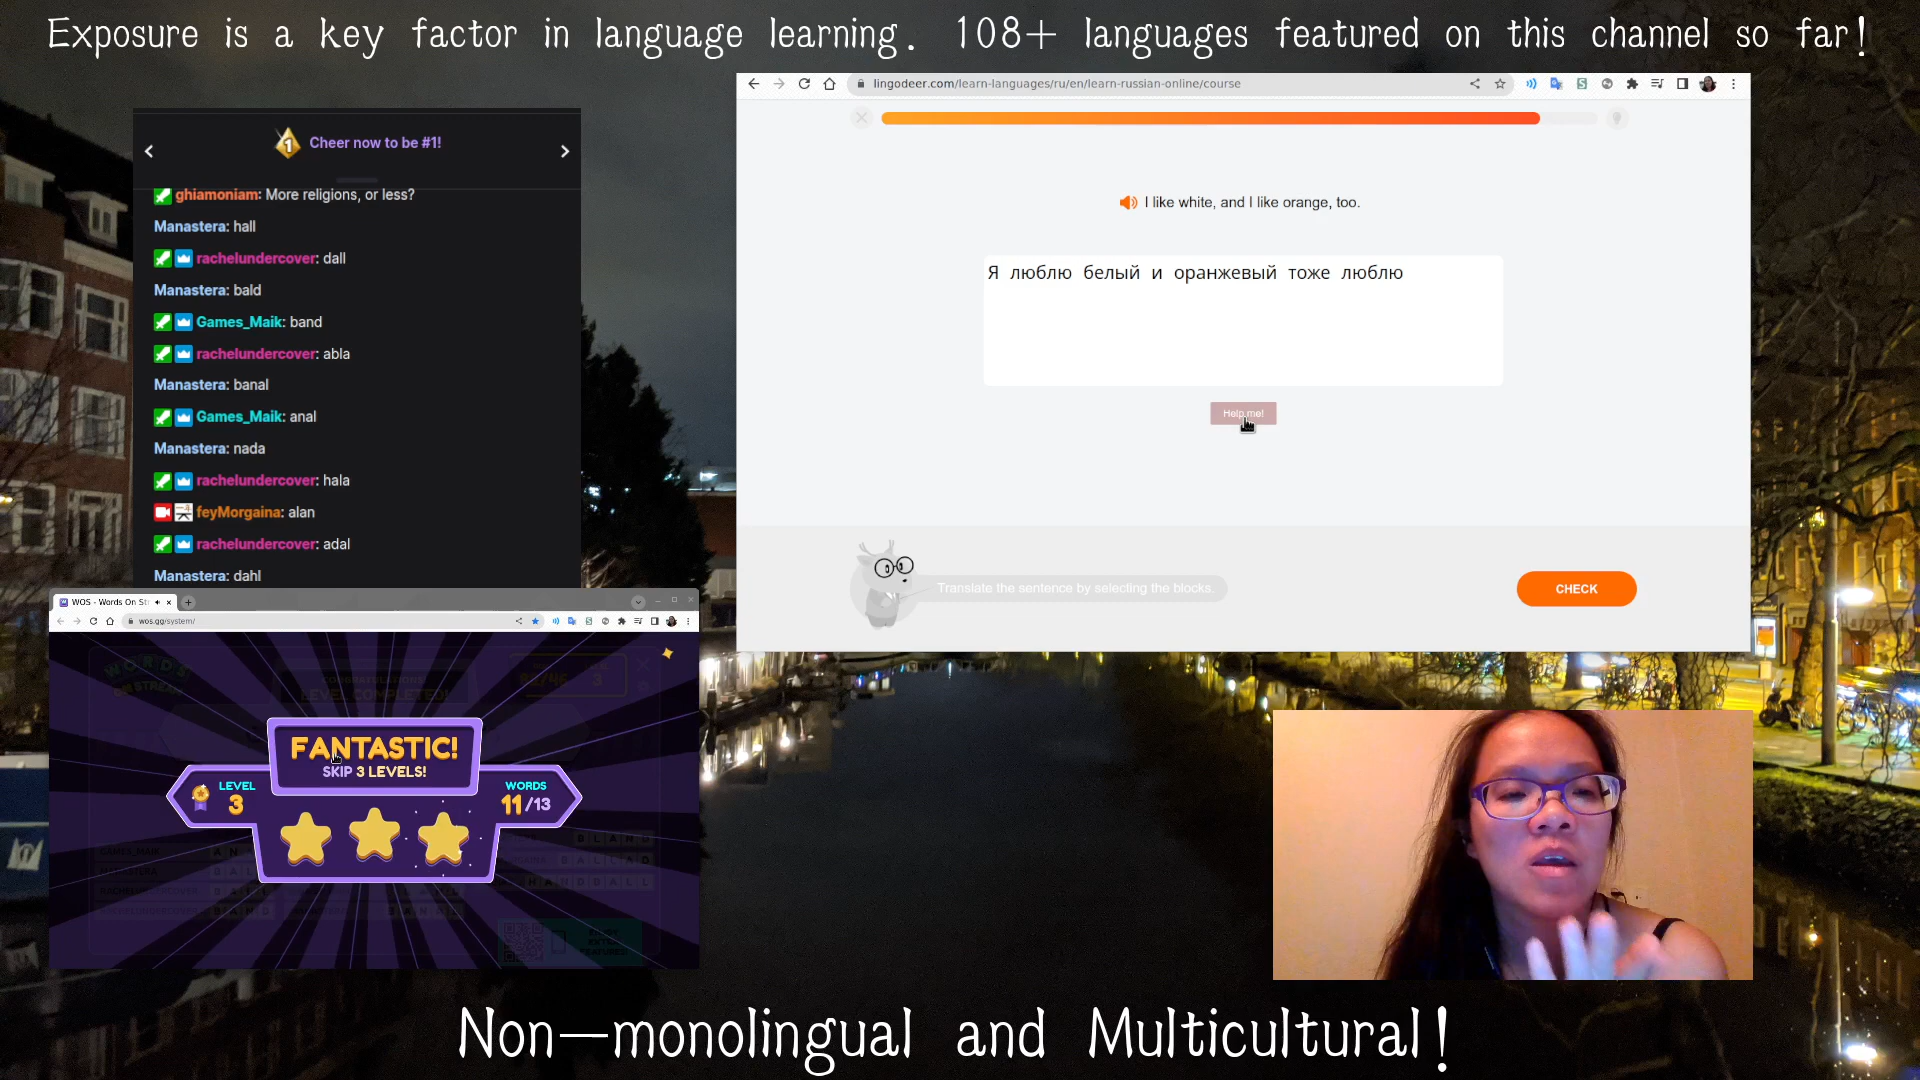 Exposure is a key factor in language learning. 108+ languages featured on this channel so far!
Cheer now to be #1!
ghiamoniam: More religions, or less?
Manastera: hall
rachelundercover: dall
Manastera: bald
Games_Maik: band
rachelundercover: abla
Manastera: banal
Games_Maik: anal
Manastera: nada
rachelundercover: hala
feyMorgaina: alan
rachelundercover: adal
Manastera: dahl
lingodeer.com/learn-languages/ru/en/learn-russian-online/course
I like white, and I like orange, too.
Я люблю белый и оранжевый тоже люблю
Help me!
Translate the sentence by selecting the blocks.
CHECK
WOS - Words On St
wos.gg/system/
FANTASTIC!
SKIP 3 LEVELS!
LEVEL
3
WORDS
11/13
Non-monolingual and Multicultural!